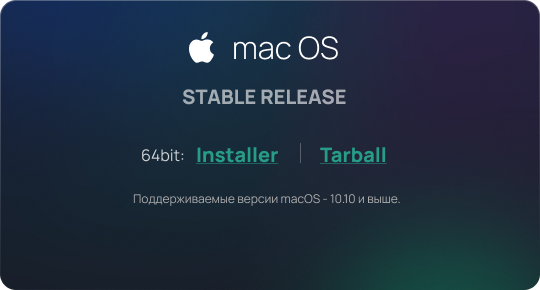 mac OS
STABLE RELEASE
64bit: Installer | Tarball
Поддерживаемые версии macOS - 10.10 и выше.